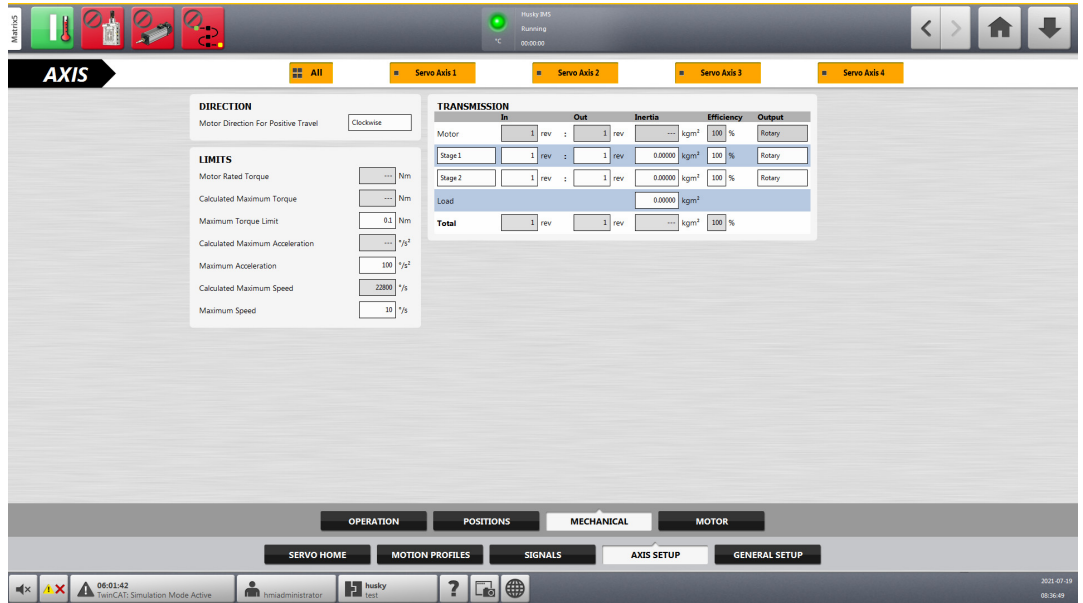 Matrix5
Husky IMS
Running
°C 00:00:00
AXIS
All
Servo Axis 1
Servo Axis 2
Servo Axis 3
Servo Axis 4
DIRECTION
Motor Direction For Positive Travel Clockwise
LIMITS
Motor Rated Torque --- Nm
Calculated Maximum Torque --- Nm
Maximum Torque Limit 0.1 Nm
Calculated Maximum Acceleration --- °/s²
Maximum Acceleration 100 °/s²
Calculated Maximum Speed 22800 °/s
Maximum Speed 10 °/s
TRANSMISSION
In Out Inertia Efficiency Output
Motor 1 rev : 1 rev --- kgm² 100 % Rotary
Stage 1 1 rev : 1 rev 0.00000 kgm² 100 % Rotary
Stage 2 1 rev : 1 rev 0.00000 kgm² 100 % Rotary
Load 0.00000 kgm²
Total 1 rev 1 rev --- kgm² 100 %
OPERATION POSITIONS MECHANICAL MOTOR
SERVO HOME MOTION PROFILES SIGNALS AXIS SETUP GENERAL SETUP
06:01:42
TwinCAT: Simulation Mode Active
hmiadministrator
husky
test
?
2021-07-19
08:36:49